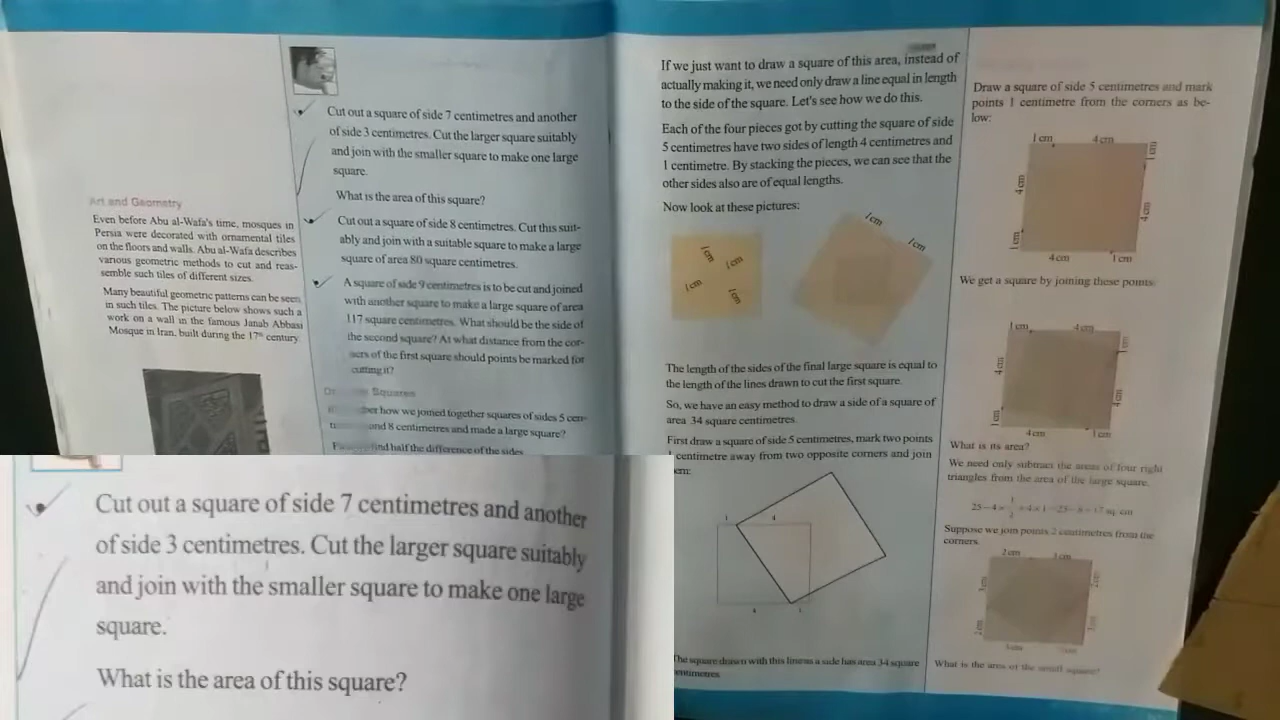 Art and Geometry
Even before Abu al-Wafa's time, mosques in
Persia were decorated with ornamental tiles
on the floors and walls. Abu al-Wafa describes
various geometric methods to cut and reas-
semble such tiles of different sizes.
Many beautiful geometric patterns can be seen
in such tiles. The picture below shows such a
work on a wall in the famous Janab Abbasi
Mosque in Iran, built during the 17th century
Cut out a square of side 7 centimetres and another
of side 3 centimetres. Cut the larger square suitably
and join with the smaller square to make one large
square.
What is the area of this square?
Cut out a square of side 8 centimetres. Cut this suit-
ably and join with a suitable square to make a large
square of area 80 square centimetres.
A square of side 9 centimetres is to be cut and joined
with another square to make a large square of area
117 square centimetres. What should be the side of
the second square? At what distance from the cor-
ners of the first square should points be marked for
cutting it?
Squares
how we joined together squares of sides 5 cen-
and 8 centimetres and made a large square?
find half the difference of the sides
Cut out a square of side 7 centimetres and another
of side 3 centimetres. Cut the larger square suitably
and join with the smaller square to make one large
square.
What is the area of this square?
If we just want to draw a square of this area, instead of
actually making it, we need only draw a line equal in length
to the side of the square. Let's see how we do this.
Each of the four pieces got by cutting the square of side
5 centimetres have two sides of length 4 centimetres and
1 centimetre. By stacking the pieces, we can see that the
other sides also are of equal lengths.
Now look at these pictures:
1cm
1cm
1cm
1cm
1cm
1cm
The length of the sides of the final large square is equal to
the length of the lines drawn to cut the first square.
So, we have an easy method to draw a side of a square of
area 34 square centimetres.
First draw a square of side 5 centimetres, mark two points
1 centimetre away from two opposite corners and join
1
4
4
1
The square drawn with this line as a side has area 34 square
centimetres
Draw a square of side 5 centimetres and mark
points 1 centimetre from the corners as be-
low:
1 cm
4 cm
1 cm
4 cm
4 cm
1 cm
4 cm
1 cm
We get a square by joining these points:
1 cm
4 cm
1 cm
4 cm
4 cm
1 cm
4 cm
1 cm
What is its area?
We need only subtract the areas of four right
triangles from the area of the large square.
25 − 4 × 1/2 × 4 × 1 = 25 − 8 = 17 sq. cm
Suppose we join points 2 centimetres from the
corners.
2 cm
3 cm
2 cm
3 cm
2 cm
What is the area of the small square?